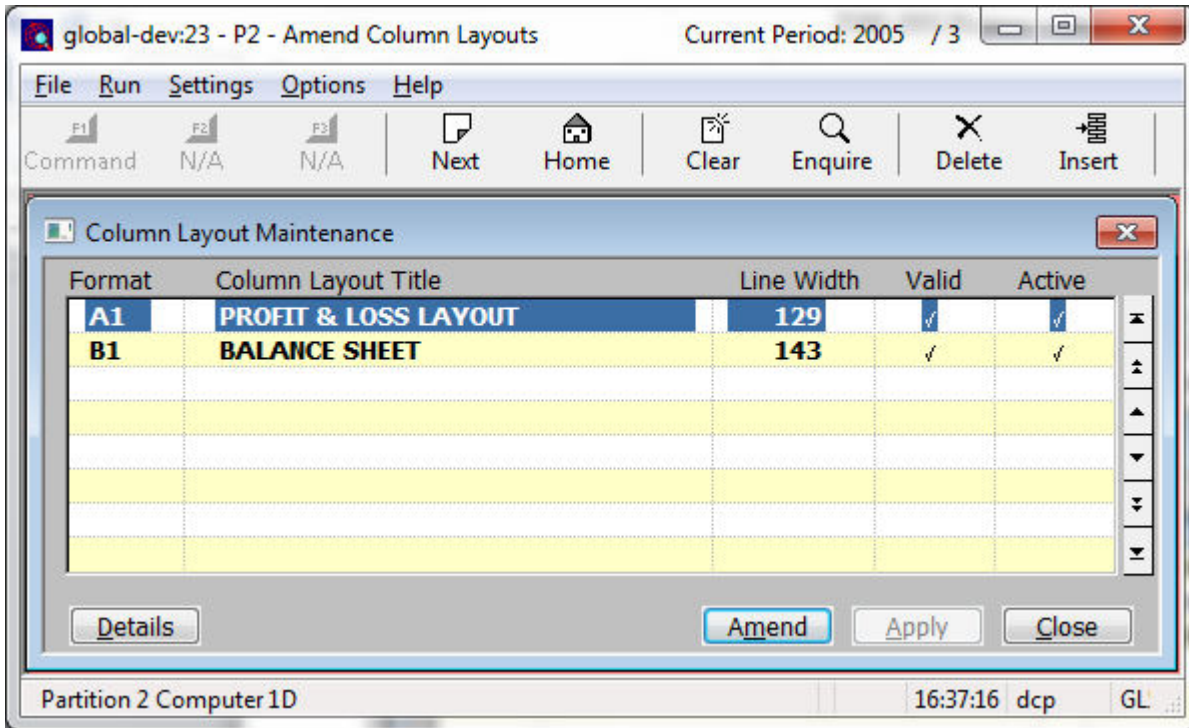 global-dev:23 - P2 - Amend Column Layouts Current Period: 2005 / 3
File Run Settings Options Help
F1 F2 F3
Command N/A N/A Next Home Clear Enquire Delete Insert
Column Layout Maintenance
Format Column Layout Title Line Width Valid Active
A1 PROFIT & LOSS LAYOUT 129 √ √
B1 BALANCE SHEET 143 √ √
Details Amend Apply Close
Partition 2 Computer 1D 16:37:16 dcp GL